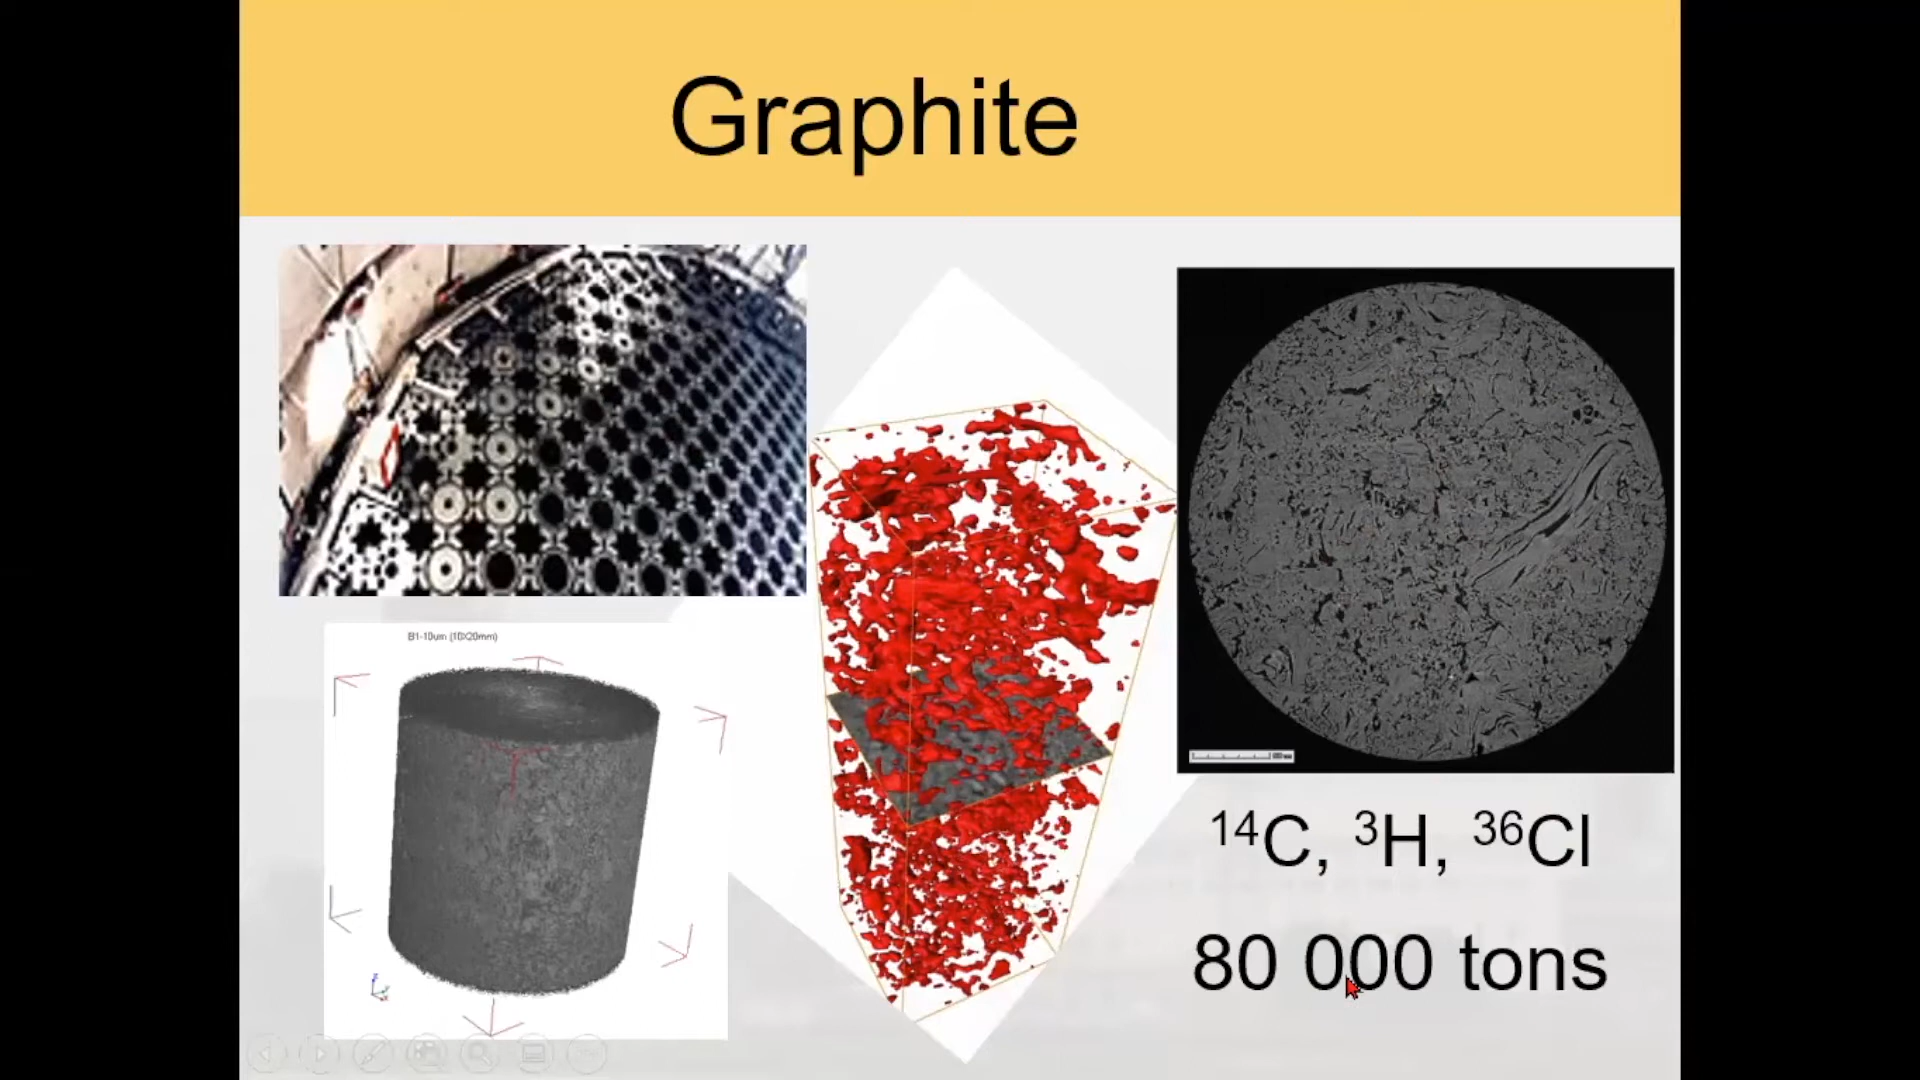 Graphite
B1-10um (10X20mm)
¹⁴C, ³H, ³⁶Cl
80 000 tons